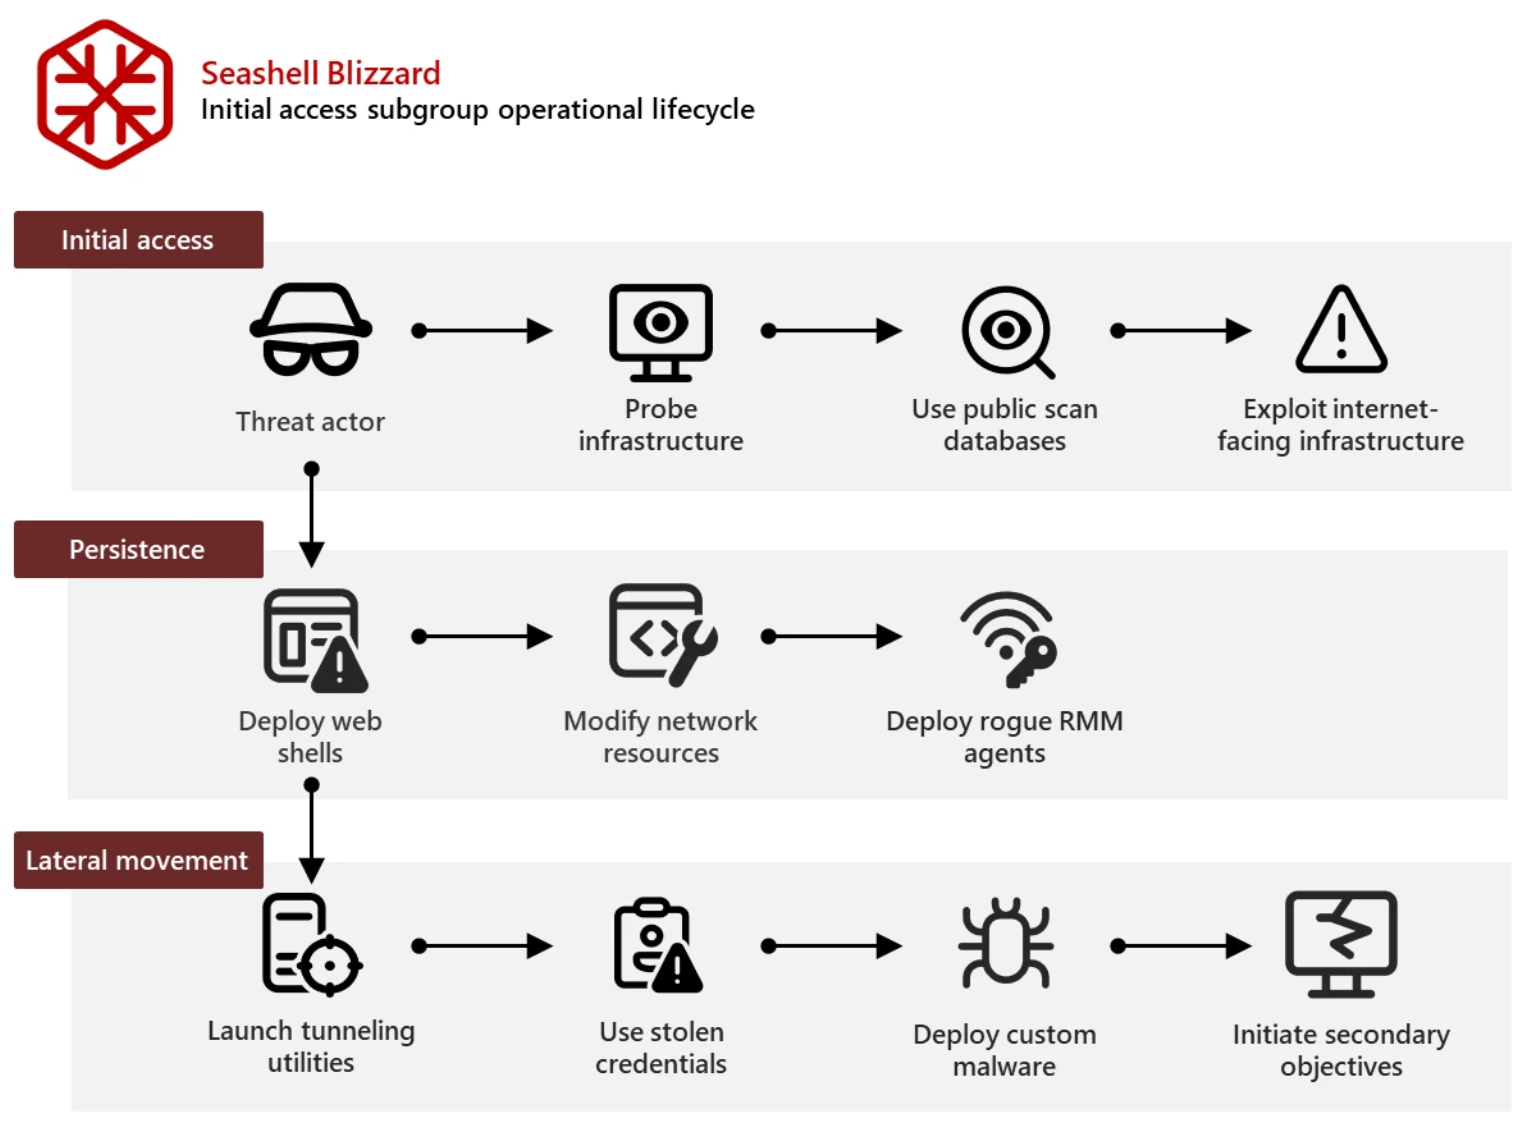 Seashell Blizzard
Initial access subgroup operational lifecycle
Initial access
Threat actor
Probe
infrastructure
Use public scan
databases
Exploit internet-
facing infrastructure
Persistence
Deploy web
shells
Modify network
resources
Deploy rogue RMM
agents
Lateral movement
Launch tunneling
utilities
Use stolen
credentials
Deploy custom
malware
Initiate secondary
objectives